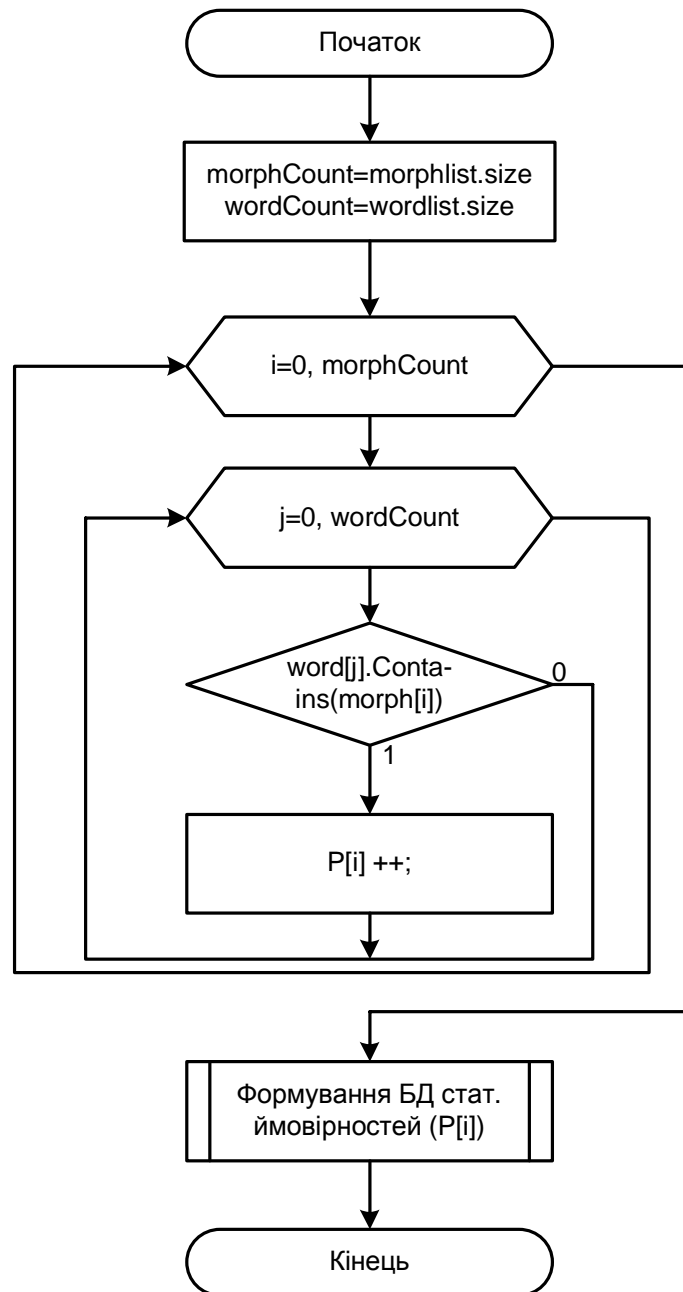 Початок
morphCount=morphlist.size
wordCount=wordlist.size
i=0, morphCount
j=0, wordCount
word[j].Conta-
ins(morph[i])
0
1
P[i] ++;
Формування БД стат.
ймовірностей (P[i])
Кінець